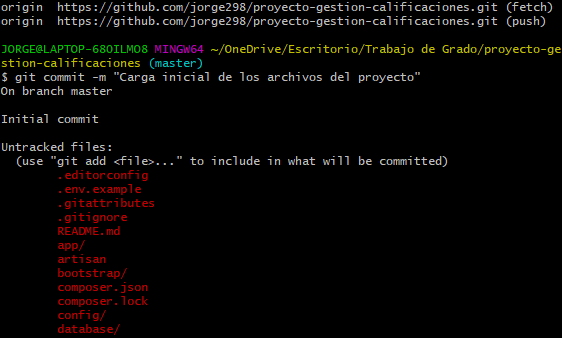 origin  https://github.com/jorge298/proyecto-gestion-calificaciones.git (fetch)
origin  https://github.com/jorge298/proyecto-gestion-calificaciones.git (push)
JORGE@LAPTOP-68OILMO8 MINGW64 ~/OneDrive/Escritorio/Trabajo de Grado/proyecto-ge
stion-calificaciones (master)
$ git commit -m "Carga inicial de los archivos del proyecto"
On branch master
Initial commit
Untracked files:
  (use "git add <file>..." to include in what will be committed)
        .editorconfig
        .env.example
        .gitattributes
        .gitignore
        README.md
        app/
        artisan
        bootstrap/
        composer.json
        composer.lock
        config/
        database/